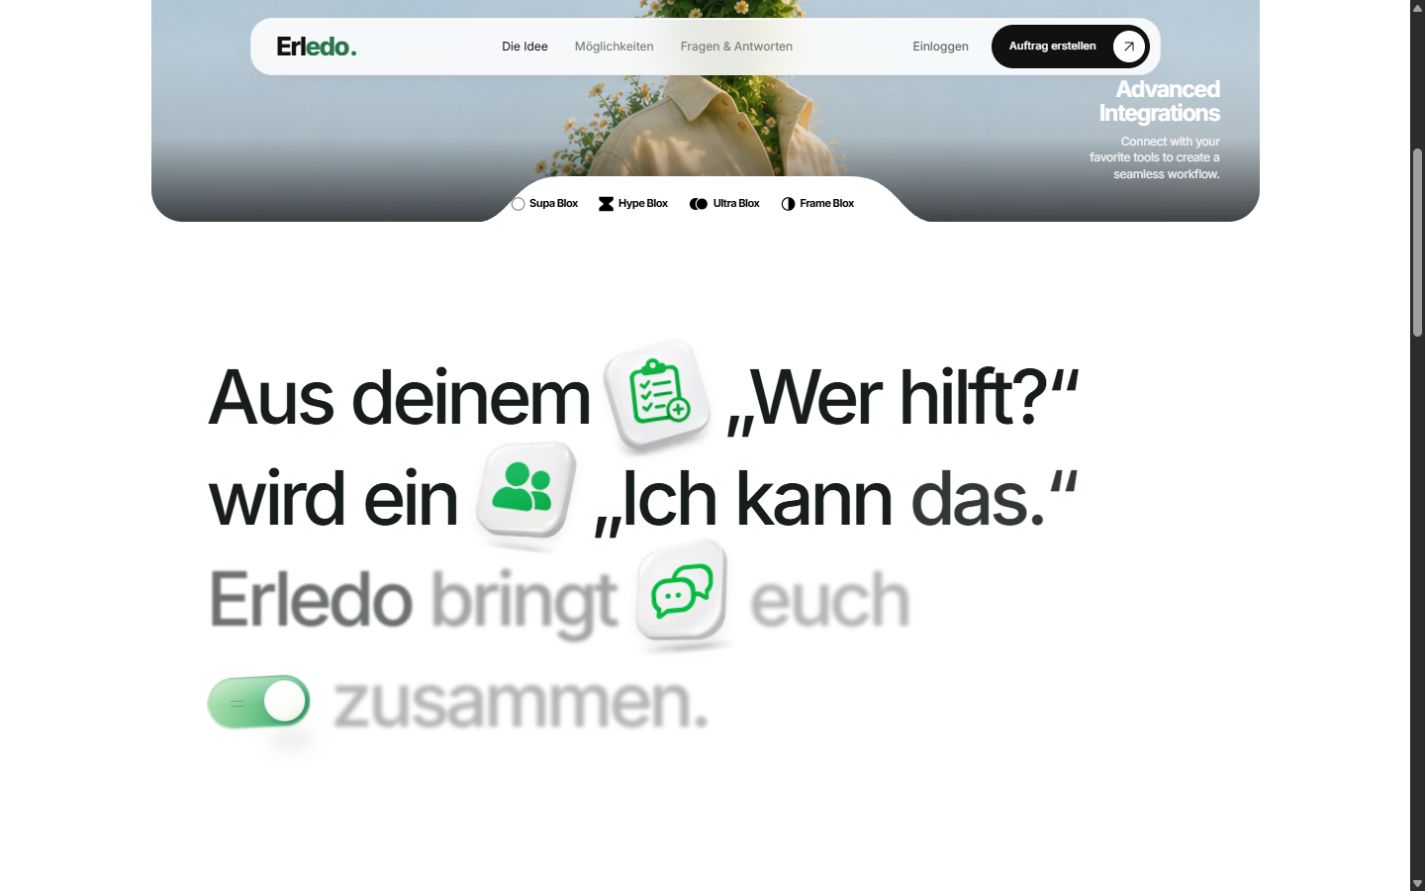 Erledo.
Die Idee
Möglichkeiten
Fragen & Antworten
Einloggen
Auftrag erstellen
Advanced
Integrations
Connect with your
favorite tools to create a
seamless workflow.
Supa Blox
Hype Blox
Ultra Blox
Frame Blox
Aus deinem „Wer hilft?“
wird ein „Ich kann das.“
Erledo bringt euch
zusammen.